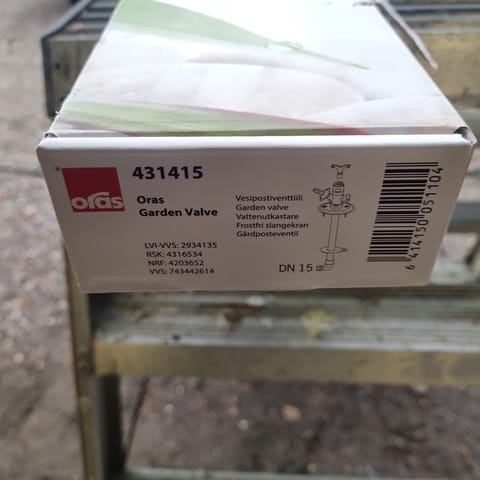 oras
431415
Oras
Garden Valve
LVI-VVS: 2934135
RSK: 4316534
NRF: 4203652
VVS: 743442614
Vesipostiventtiili
Garden valve
Vattenutkastare
Frostfri slangekran
Gårdposteventil
DN 15
6 414150 051104